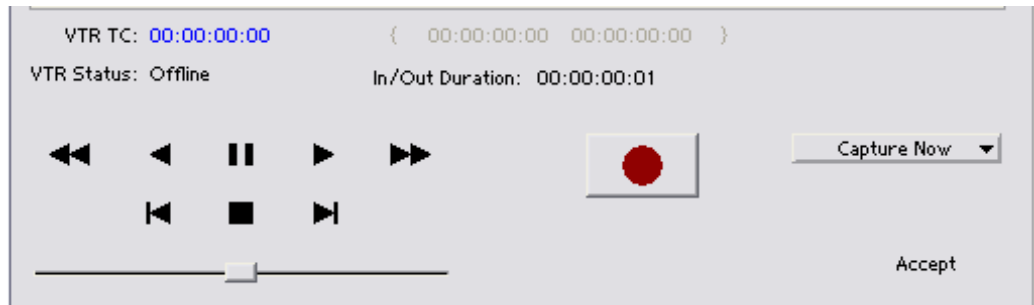 VTR TC: 00:00:00:00 { 00:00:00:00 00:00:00:00 }
VTR Status: Offline In/Out Duration: 00:00:00:01
Capture Now
Accept